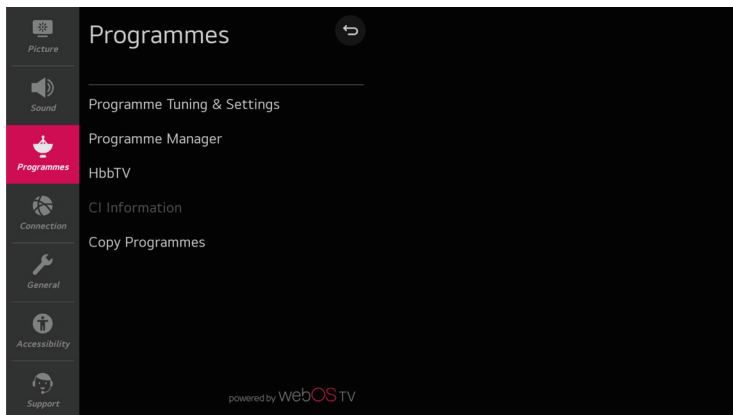 Picture
Sound
Programmes
Connection
General
Accessibility
Support
Programmes
Programme Tuning & Settings
Programme Manager
HbbTV
CI Information
Copy Programmes
powered by webOS TV